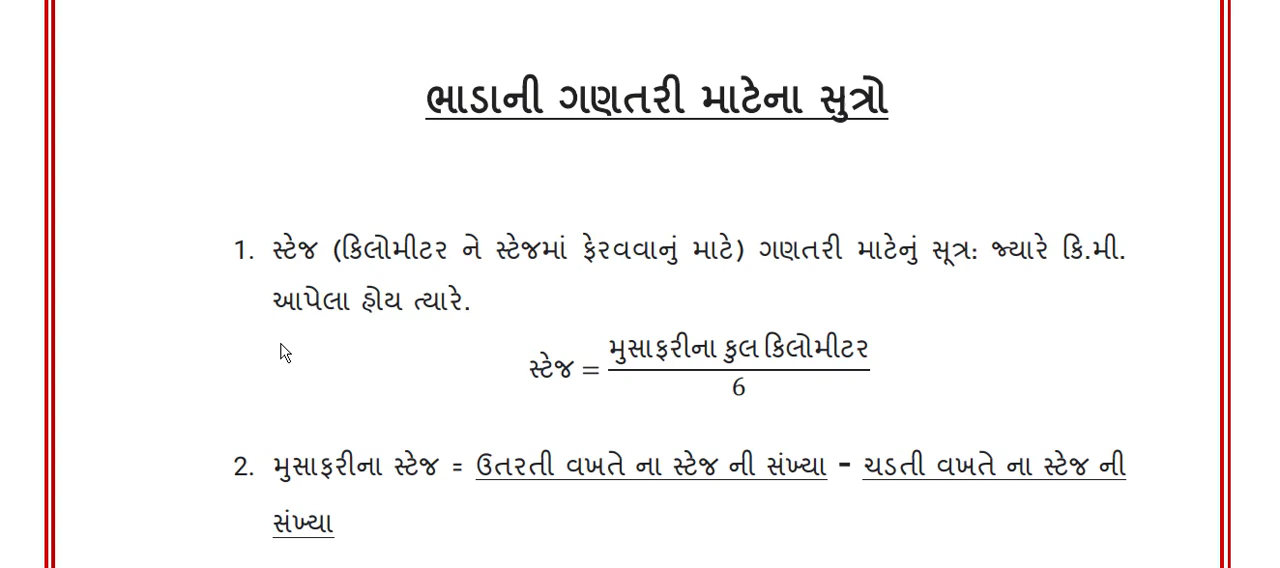 ભાડાની ગણતરી માટેના સુત્રો
1. સ્ટેજ (કિલોમીટર ને સ્ટેજમાં ફેરવવાનું માટે) ગણતરી માટેનું સૂત્ર: જ્યારે કિ.મી.
આપેલા હોય ત્યારે.
મુસાફરીના કુલ કિલોમીટર
સ્ટેજ =
6
2. મુસાફરીના સ્ટેજ = ઉતરતી વખતે ના સ્ટેજ ની સંખ્યા - ચડતી વખતે ના સ્ટેજ ની
સંખ્યા